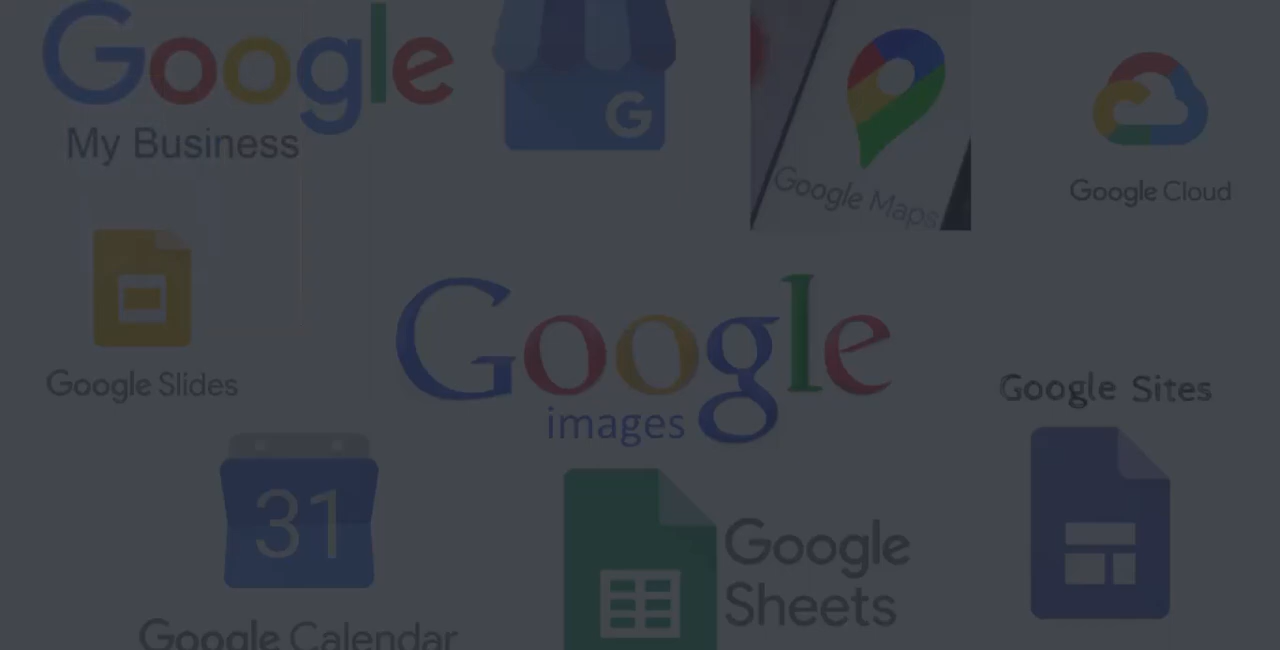 Google
My Business
G
Google Maps
Google Cloud
Google Slides
Google
images
Google Sites
31
Google
Sheets
Google Calendar